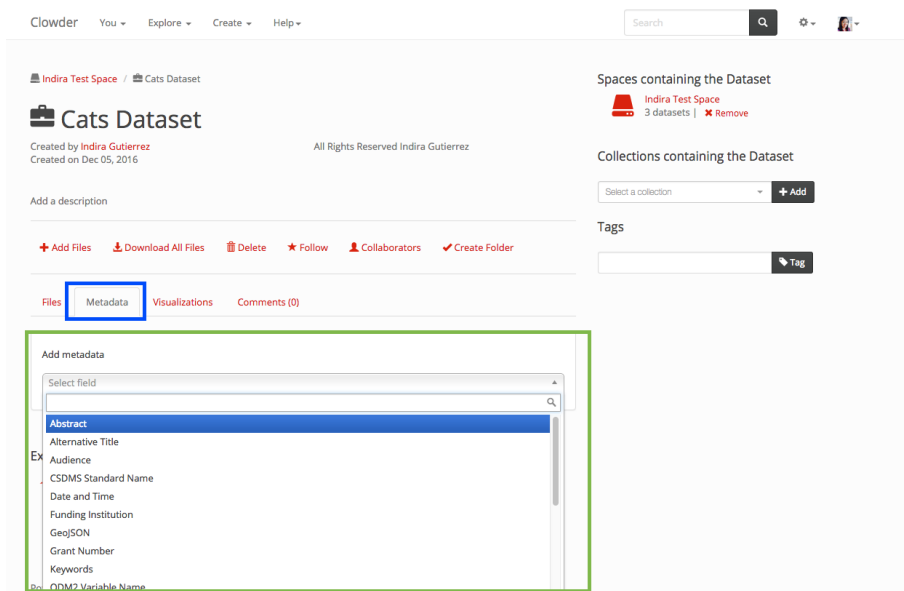 Clowder You Explore Create Help Search
Indira Test Space / Cats Dataset
Cats Dataset
Created by Indira Gutierrez
All Rights Reserved Indira Gutierrez
Created on Dec 05, 2016
Add a description
Add Files Download All Files Delete Follow Collaborators Create Folder
Files Metadata Visualizations Comments (0)
Add metadata
Select field
Abstract
Alternative Title
Audience
Ex
CSDMS Standard Name
Date and Time
Funding Institution
GeoJSON
Grant Number
Keywords
Po
ODM2 Variable Name
Spaces containing the Dataset
Indira Test Space
3 datasets | Remove
Collections containing the Dataset
Select a collection Add
Tags
Tag